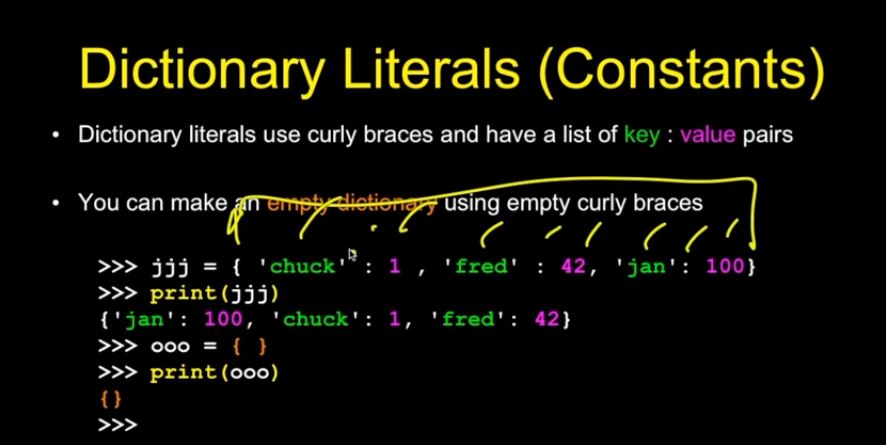 Dictionary Literals (Constants)
• Dictionary literals use curly braces and have a list of key : value pairs
• You can make an empty dictionary using empty curly braces
>>> jjj = { 'chuck' : 1 , 'fred' : 42, 'jan': 100}
>>> print(jjj)
{'jan': 100, 'chuck': 1, 'fred': 42}
>>> ooo = { }
>>> print(ooo)
{}
>>>